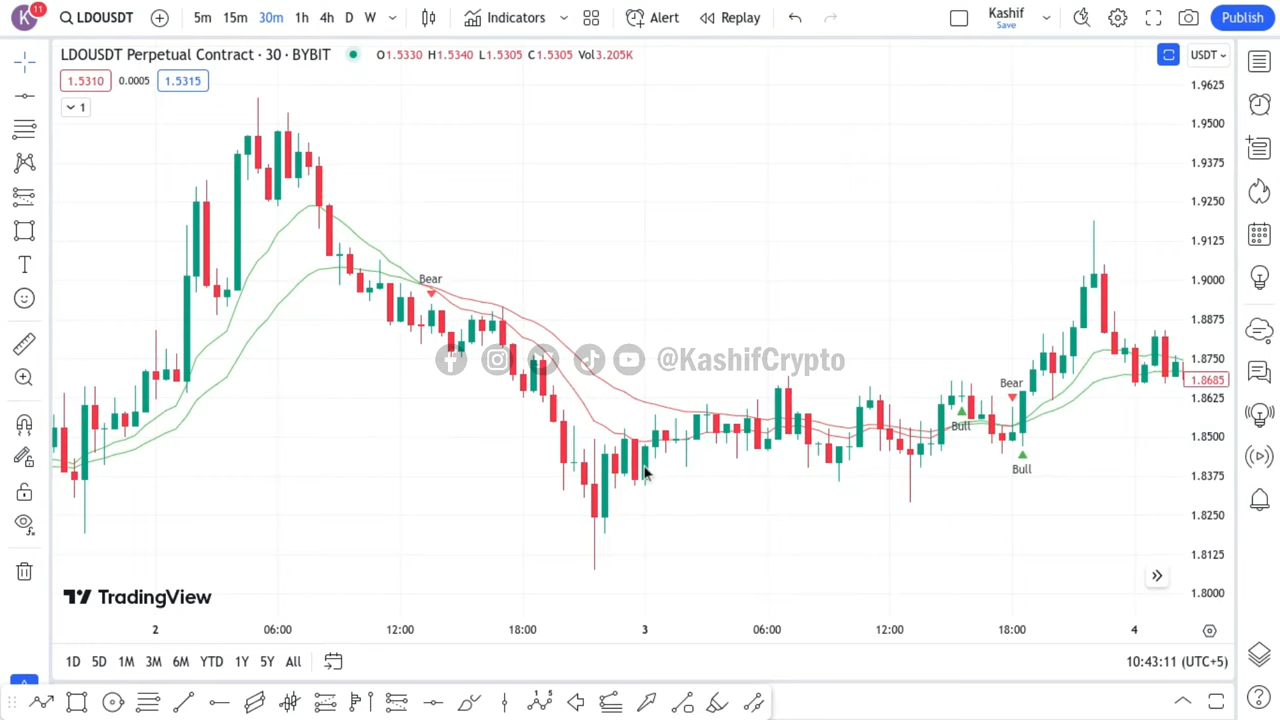 K 11 LDOUSDT 5m 15m 30m 1h 4h D W Indicators Alert Replay Kashif Save Publish
LDOUSDT Perpetual Contract · 30 · BYBIT O1.5330 H1.5340 L1.5305 C1.5305 Vol3.205K USDT
1.5310 0.0005 1.5315
1
1.9625
1.9500
1.9375
1.9250
1.9125
1.9000
1.8875
1.8750
1.8685
1.8625
1.8500
1.8375
1.8250
1.8125
1.8000
Bear
@KashifCrypto
Bear
Bull
Bull
TradingView
2 06:00 12:00 18:00 3 06:00 12:00 18:00 4
1D 5D 1M 3M 6M YTD 1Y 5Y All 10:43:11 (UTC+5)